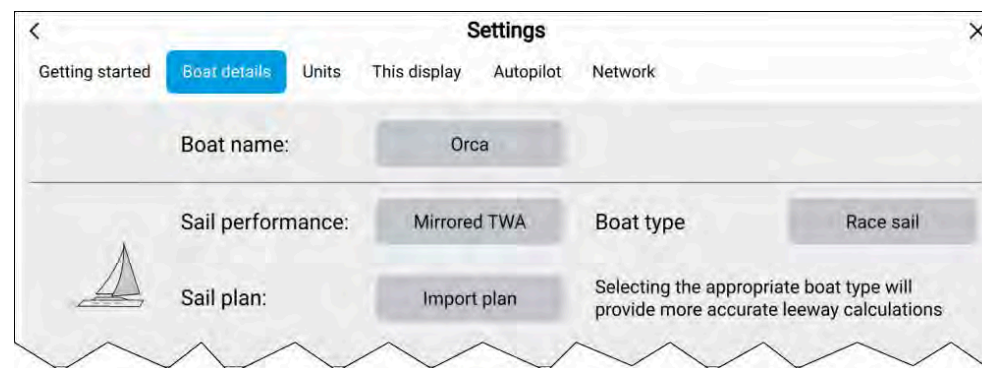 Settings
Getting started Boat details Units This display Autopilot Network
Boat name: Orca
Sail performance: Mirrored TWA Boat type Race sail
Sail plan: Import plan Selecting the appropriate boat type will
provide more accurate leeway calculations